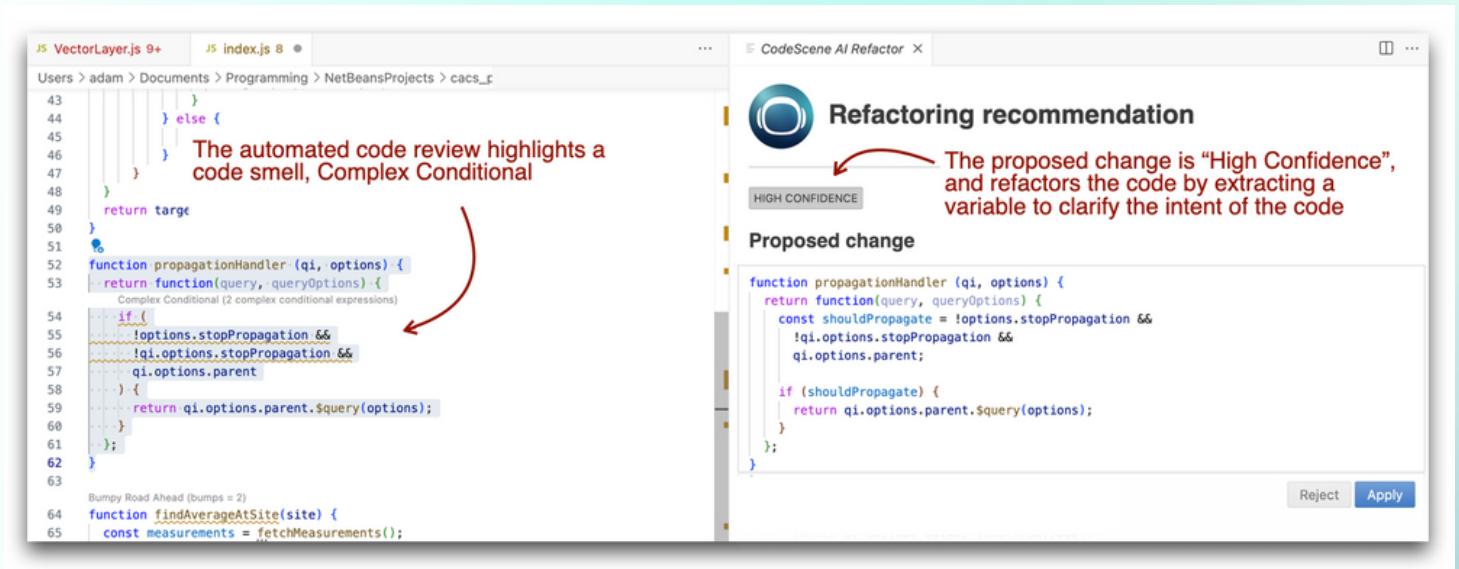 JS VectorLayer.js 9+ JS index.js 8 ● ···
Users > adam > Documents > Programming > NetBeansProjects > cacs_p
43 }
44 } else {
45
46 }
47 }
48 }
49 return targe
50 }
51
52 function propagationHandler (qi, options) {
53 return function(query, queryOptions) {
Complex Conditional (2 complex conditional expressions)
54 if (
55 !options.stopPropagation &&
56 !qi.options.stopPropagation &&
57 qi.options.parent
58 ) {
59 return qi.options.parent.$query(options);
60 }
61 };
62 }
63
Bumpy Road Ahead (bumps = 2)
64 function findAverageAtSite(site) {
65 const measurements = fetchMeasurements();
The automated code review highlights a
code smell, Complex Conditional
CodeScene AI Refactor × ···
Refactoring recommendation
The proposed change is “High Confidence”,
and refactors the code by extracting a
variable to clarify the intent of the code
HIGH CONFIDENCE
Proposed change
function propagationHandler (qi, options) {
return function(query, queryOptions) {
const shouldPropagate = !options.stopPropagation &&
!qi.options.stopPropagation &&
qi.options.parent;
if (shouldPropagate) {
return qi.options.parent.$query(options);
}
};
}
Reject Apply